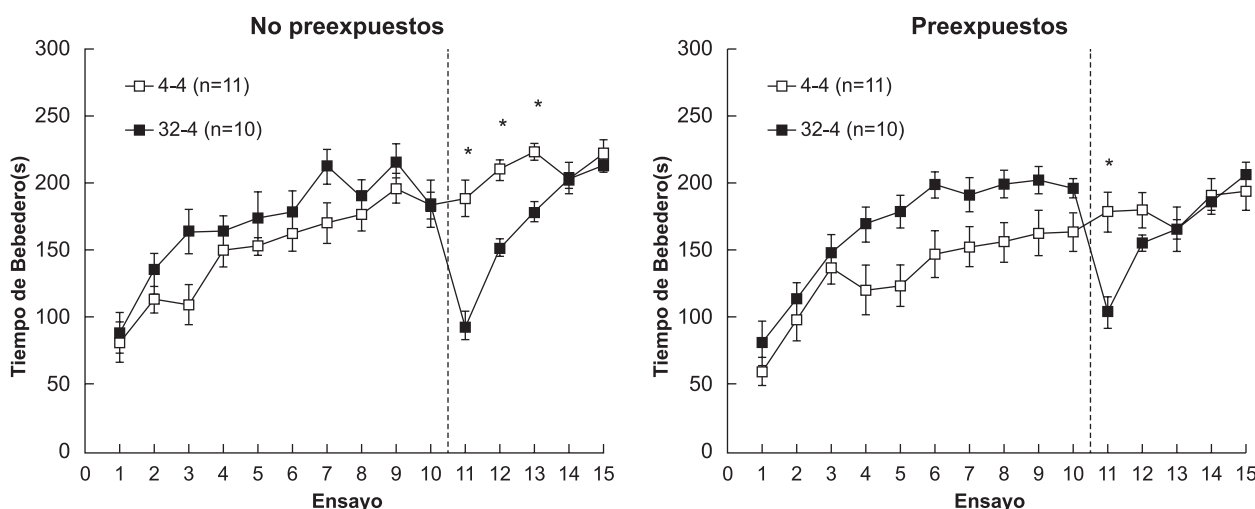 No preexpuestos
300
250
200
150
100
50
0
4-4 (n=11)
32-4 (n=10)
*
*
*
Tiempo de Bebedero(s)
0 1 2 3 4 5 6 7 8 9 10 11 12 13 14 15
Ensayo
Preexpuestos
300
250
200
150
100
50
0
4-4 (n=11)
32-4 (n=10)
*
Tiempo de Bebedero(s)
0 1 2 3 4 5 6 7 8 9 10 11 12 13 14 15
Ensayo